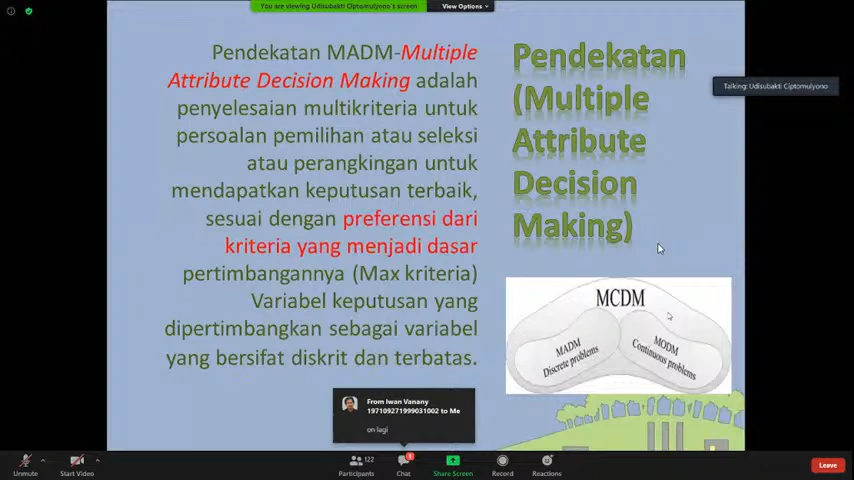 You are viewing Udisubakti Ciptomulyono's screen
View Options
Pendekatan MADM-Multiple
Attribute Decision Making adalah
penyelesaian multikriteria untuk
persoalan pemilihan atau seleksi
atau perangkingan untuk
mendapatkan keputusan terbaik,
sesuai dengan preferensi dari
kriteria yang menjadi dasar
pertimbangannya (Max kriteria)
Variabel keputusan yang
dipertimbangkan sebagai variabel
yang bersifat diskrit dan terbatas.
Pendekatan
(Multiple
Attribute
Decision
Making)
Talking: Udisubakti Ciptomulyono
MCDM
MADM
Discrete problems
MODM
Continuous problems
From Iwan Vanany
197109271999031002 to Me
on lagi
Unmute
Start Video
Participants
122
Chat
1
Share Screen
Record
Reactions
Leave